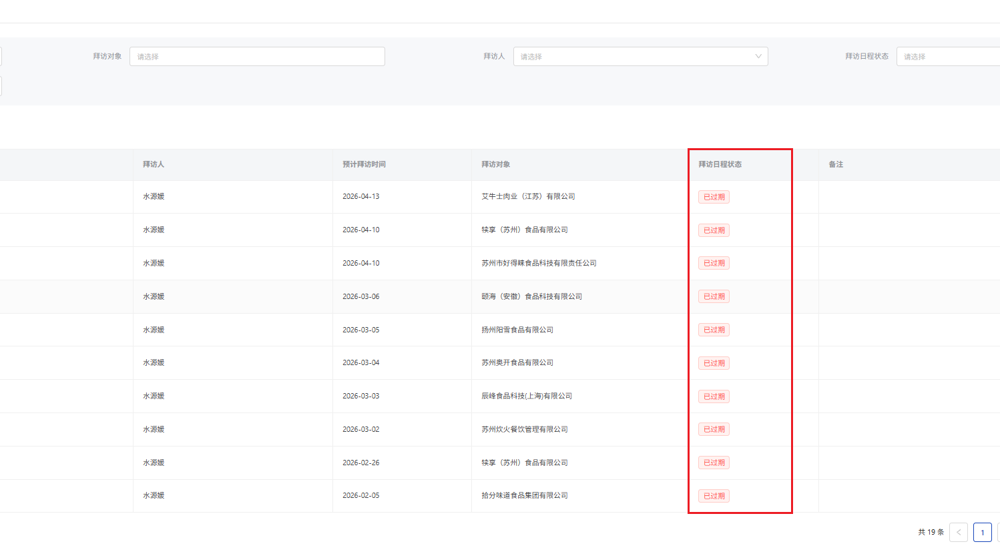 拜访对象 请选择 拜访人 请选择 拜访日程状态 请选择
拜访人 预计拜访时间 拜访对象 拜访日程状态 备注
水源媛 2026-04-13 艾牛士肉业（江苏）有限公司 已过期
水源媛 2026-04-10 犊享（苏州）食品有限公司 已过期
水源媛 2026-04-10 苏州市好得睐食品科技有限责任公司 已过期
水源媛 2026-03-06 颐海（安徽）食品科技有限公司 已过期
水源媛 2026-03-05 扬州阳雪食品有限公司 已过期
水源媛 2026-03-04 苏州奥开食品有限公司 已过期
水源媛 2026-03-03 辰峰食品科技(上海)有限公司 已过期
水源媛 2026-03-02 苏州炊火餐饮管理有限公司 已过期
水源媛 2026-02-26 犊享（苏州）食品有限公司 已过期
水源媛 2026-02-05 拾分味道食品集团有限公司 已过期
共 19 条 < 1